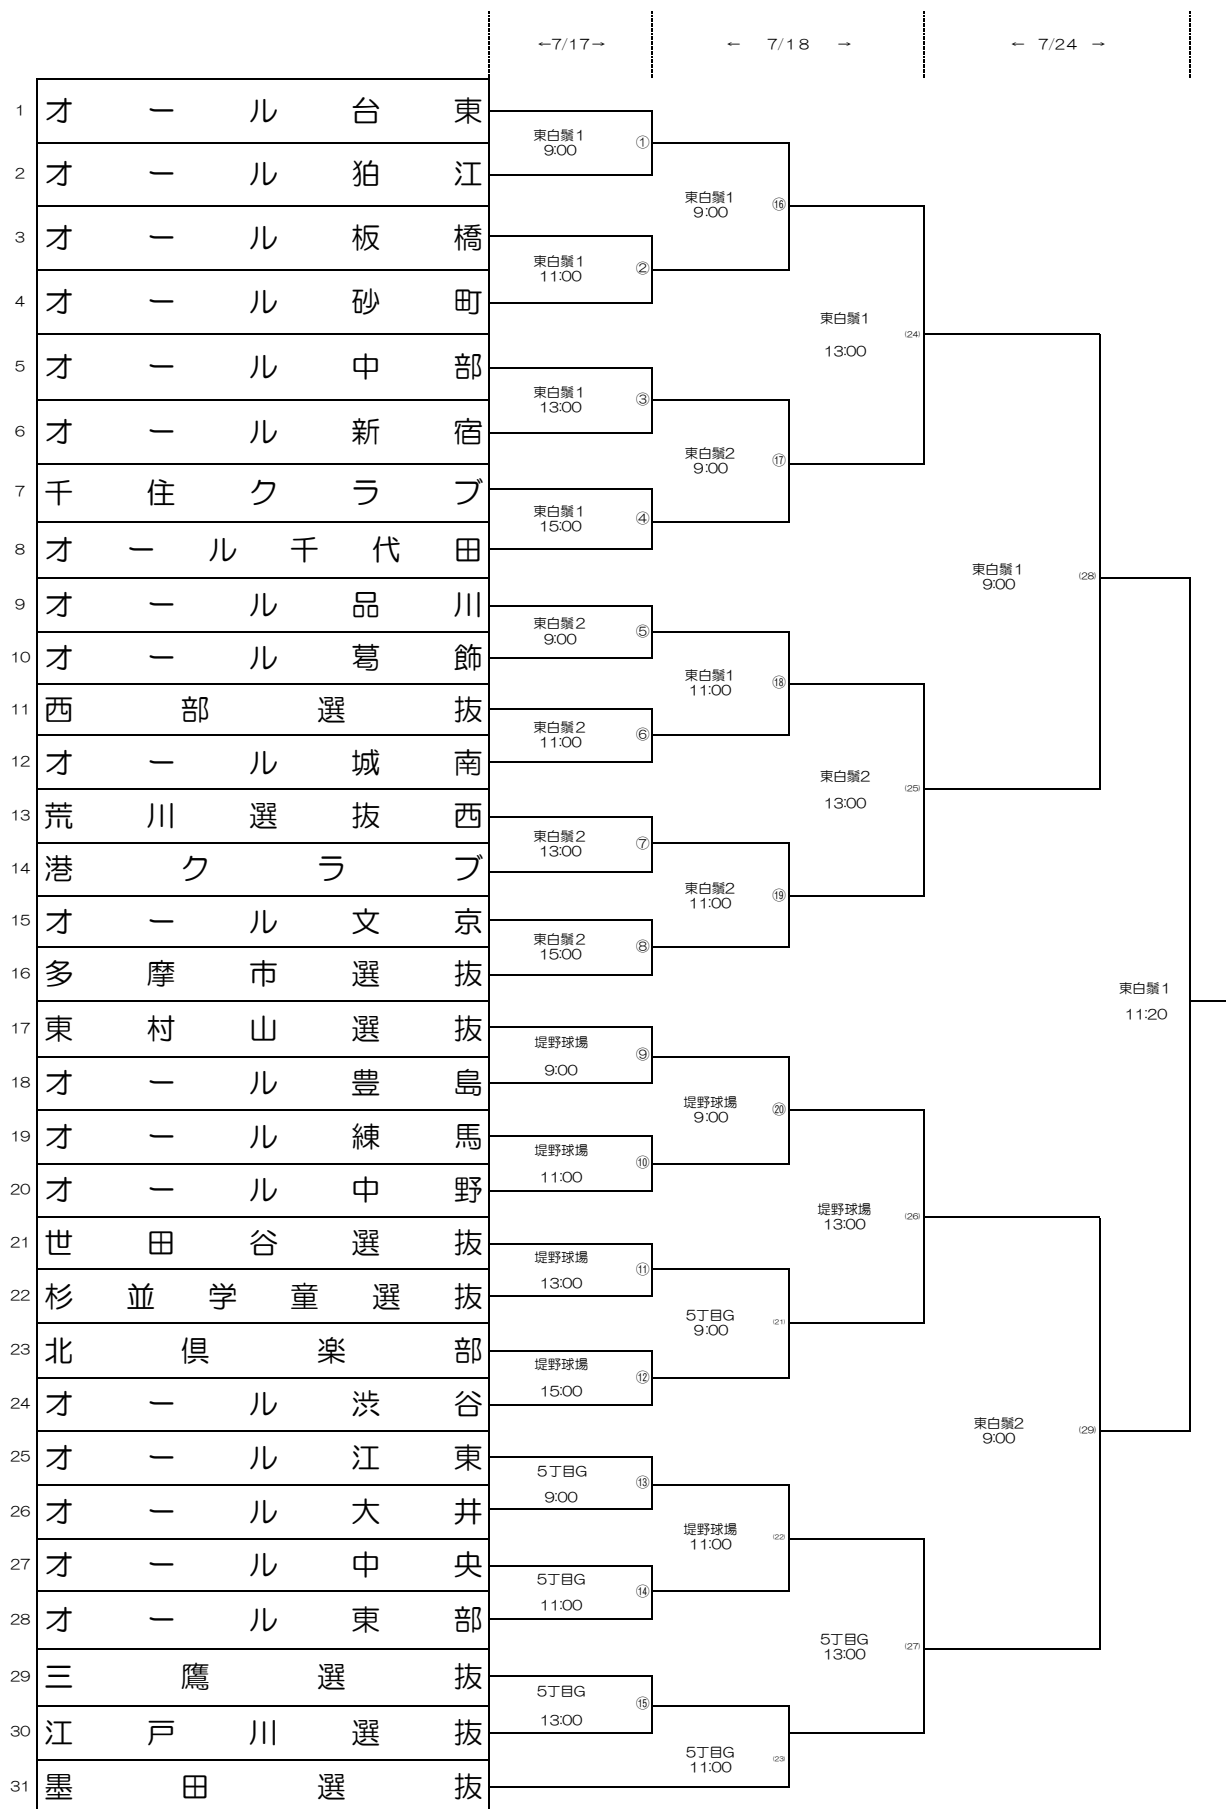 ←7/17→ ← 7/18 → ← 7/24 →
1 オール台東
2 オール狛江
3 オール板橋
4 オール砂町
5 オール中部
6 オール新宿
7 千住クラブ
8 オール千代田
9 オール品川
10 オール葛飾
11 西部選抜
12 オール城南
13 荒川選抜西
14 港クラブ
15 オール文京
16 多摩市選抜
17 東村山選抜
18 オール豊島
19 オール練馬
20 オール中野
21 世田谷選抜
22 杉並学童選抜
23 北倶楽部
24 オール渋谷
25 オール江東
26 オール大井
27 オール中央
28 オール東部
29 三鷹選抜
30 江戸川選抜
31 墨田選抜
東白鬚1
9:00 ①
東白鬚1
11:00 ②
東白鬚1
13:00 ③
東白鬚1
15:00 ④
東白鬚2
9:00 ⑤
東白鬚2
11:00 ⑥
東白鬚2
13:00 ⑦
東白鬚2
15:00 ⑧
堤野球場
9:00 ⑨
堤野球場
11:00 ⑩
堤野球場
13:00 ⑪
堤野球場
15:00 ⑫
5丁目G
9:00 ⑬
5丁目G
11:00 ⑭
5丁目G
13:00 ⑮
東白鬚1
9:00 ⑯
東白鬚2
9:00 ⑰
東白鬚1
11:00 ⑱
東白鬚2
11:00 ⑲
堤野球場
9:00 ⑳
5丁目G
9:00 (21)
堤野球場
11:00 (22)
5丁目G
11:00 (23)
東白鬚1
13:00 (24)
東白鬚2
13:00 (25)
堤野球場
13:00 (26)
5丁目G
13:00 (27)
東白鬚1
9:00 (28)
東白鬚2
9:00 (29)
東白鬚1
11:20